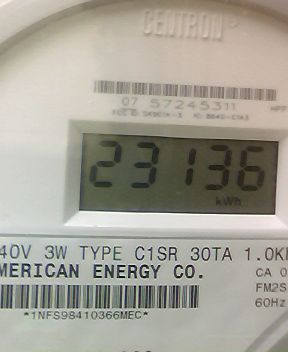 CENTRON
07 57245311
23136
kWh
40V 3W TYPE C1SR 30TA 1.0K
MERICAN ENERGY CO.
CA 0
FM2S
60Hz
*1NFS98410366MEC*